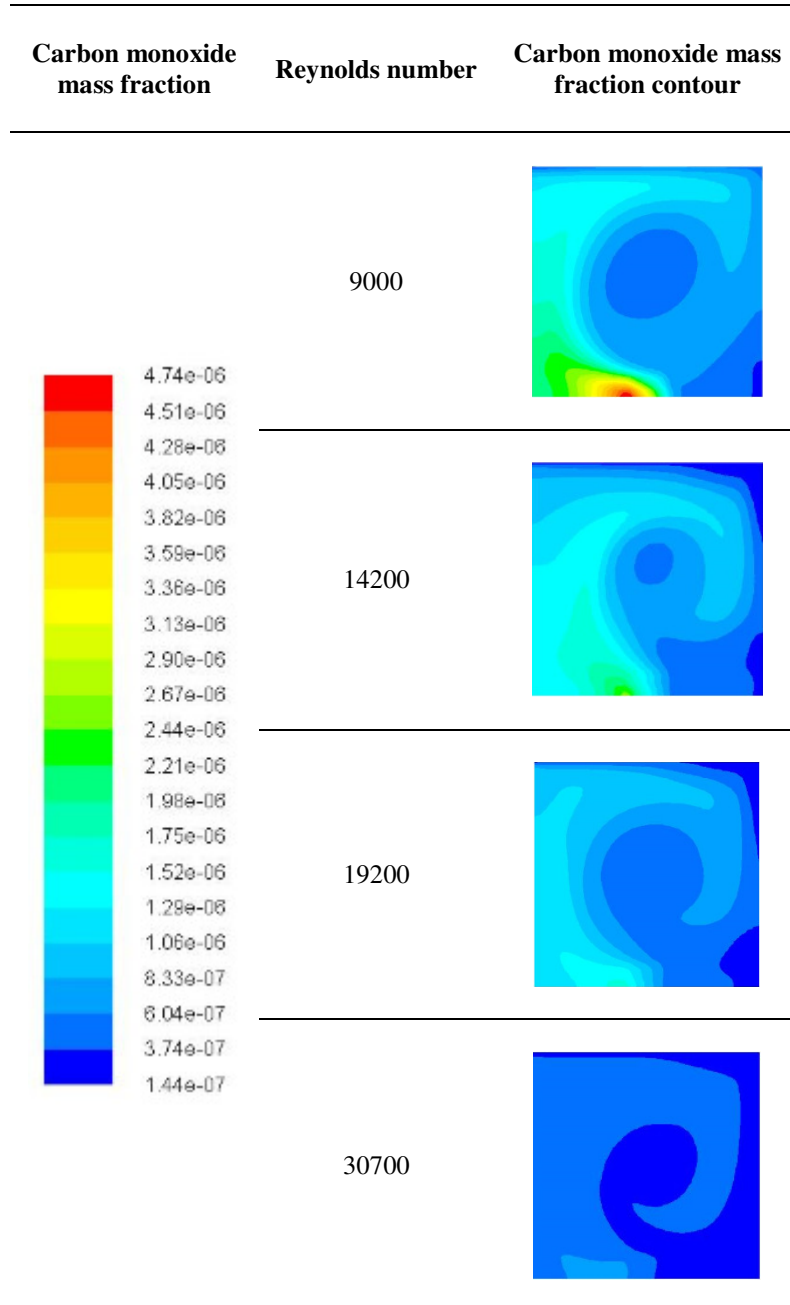 Carbon monoxide
mass fraction
Reynolds number
Carbon monoxide mass
fraction contour
4.74e-06
4.51e-06
4.28e-06
4.05e-06
3.82e-06
3.59e-06
3.36e-06
3.13e-06
2.90e-06
2.67e-06
2.44e-06
2.21e-06
1.98e-06
1.75e-06
1.52e-06
1.29e-06
1.06e-06
8.33e-07
6.04e-07
3.74e-07
1.44e-07
9000
14200
19200
30700